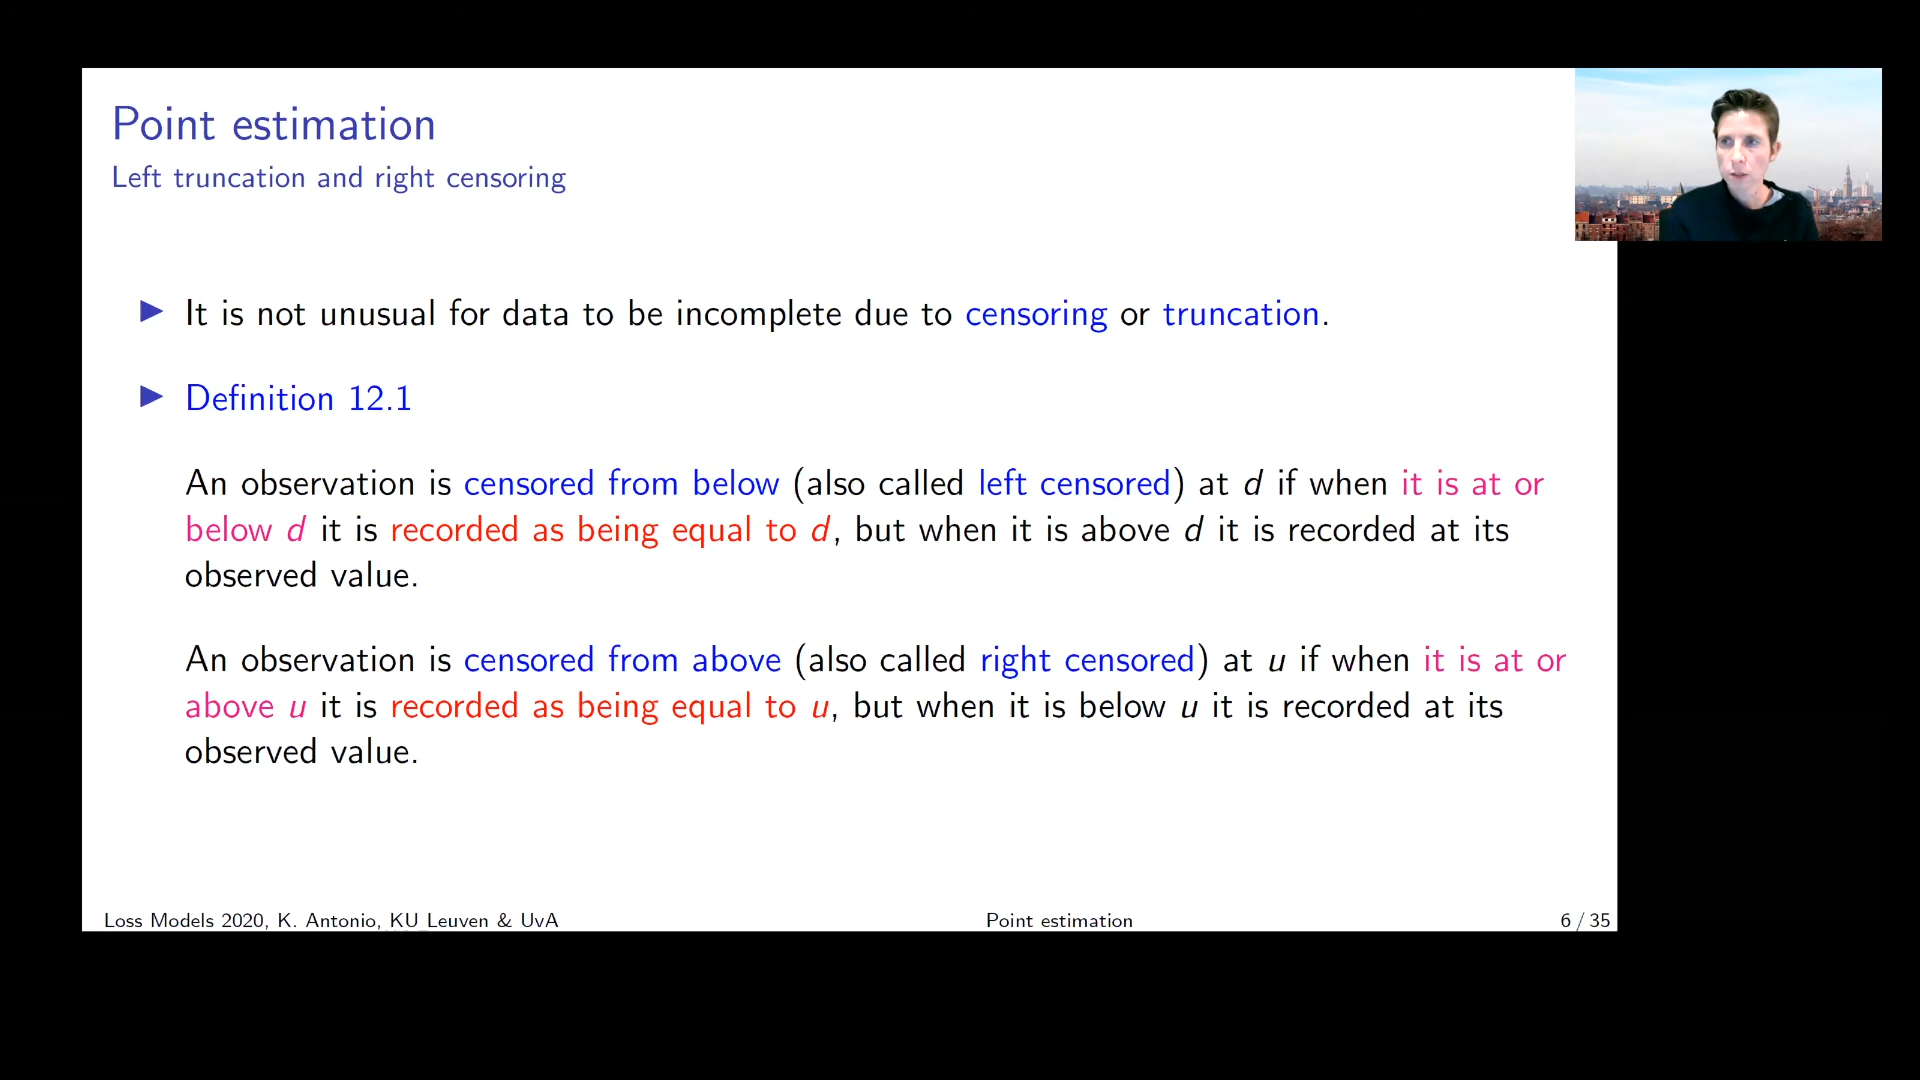 Point estimation
Left truncation and right censoring
It is not unusual for data to be incomplete due to censoring or truncation.
Definition 12.1
An observation is censored from below (also called left censored) at d if when it is at or
below d it is recorded as being equal to d, but when it is above d it is recorded at its
observed value.
An observation is censored from above (also called right censored) at u if when it is at or
above u it is recorded as being equal to u, but when it is below u it is recorded at its
observed value.
Loss Models 2020, K. Antonio, KU Leuven & UvA
Point estimation
6 / 35